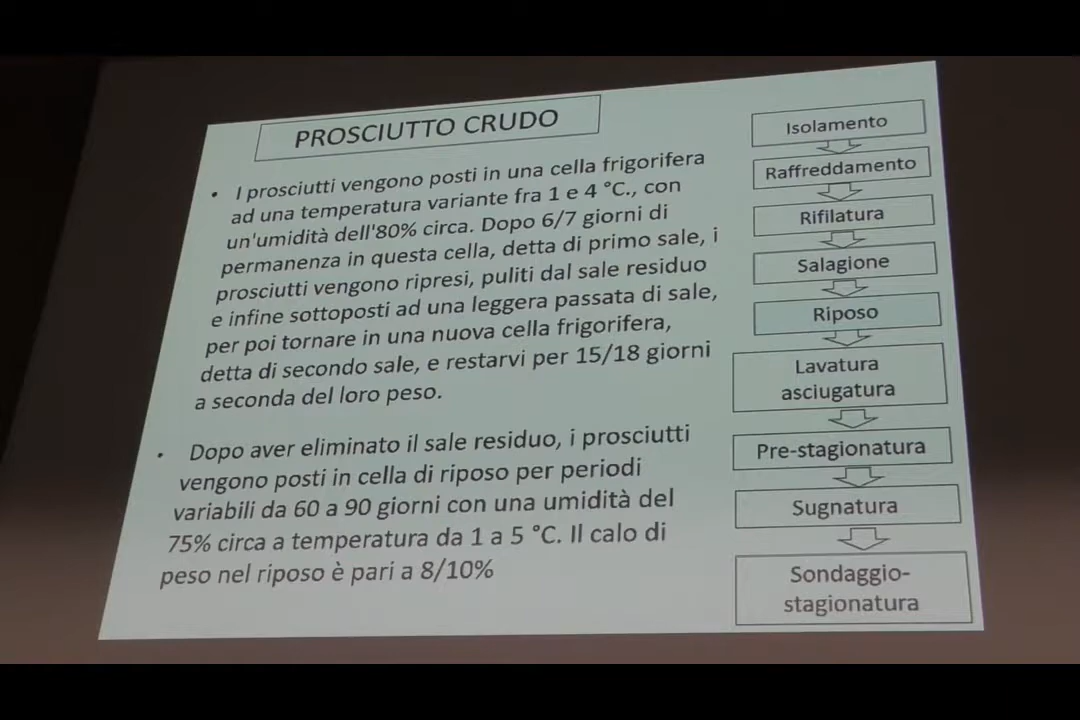 PROSCIUTTO CRUDO
• I prosciutti vengono posti in una cella frigorifera
ad una temperatura variante fra 1 e 4 °C., con
un'umidità dell'80% circa. Dopo 6/7 giorni di
permanenza in questa cella, detta di primo sale, i
prosciutti vengono ripresi, puliti dal sale residuo
e infine sottoposti ad una leggera passata di sale,
per poi tornare in una nuova cella frigorifera,
detta di secondo sale, e restarvi per 15/18 giorni
a seconda del loro peso.
• Dopo aver eliminato il sale residuo, i prosciutti
vengono posti in cella di riposo per periodi
variabili da 60 a 90 giorni con una umidità del
75% circa a temperatura da 1 a 5 °C. Il calo di
peso nel riposo è pari a 8/10%
Isolamento
Raffreddamento
Rifilatura
Salagione
Riposo
Lavatura
asciugatura
Pre-stagionatura
Sugnatura
Sondaggio-
stagionatura